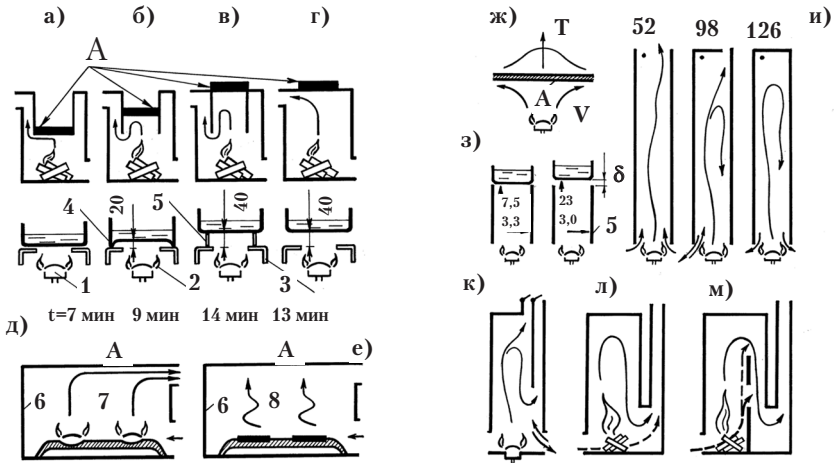 а) б) в) г)
А
20 40 40
4 5
1 2 3
t=7 мин 9 мин 14 мин 13 мин
д) А А е)
6 7 6 8
ж) 52 98 126 и)
Т
А V
з)
δ
7,5 23
3,3 3,0 5
к) л) м)